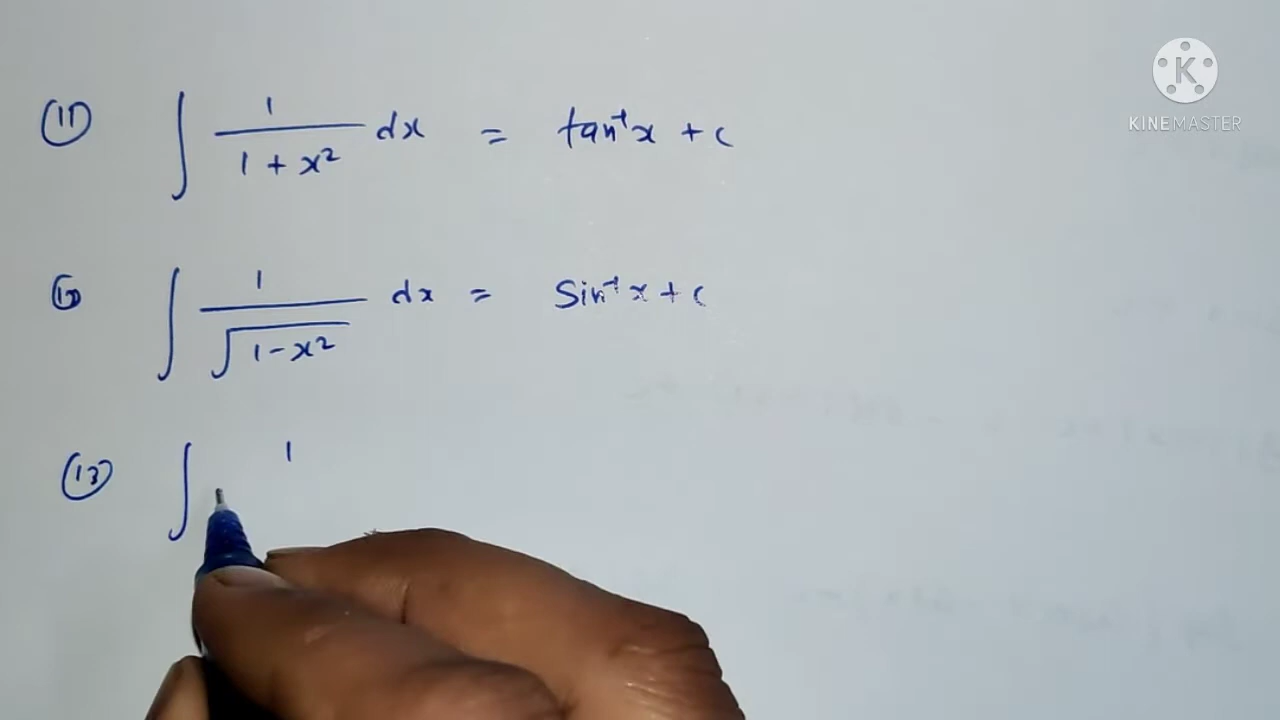 K
KINEMASTER
(11) ∫ 1/(1 + x²) dx = tan⁻¹x + c
(12) ∫ 1/√(1-x²) dx = Sin⁻¹x + c
(13) ∫ 1